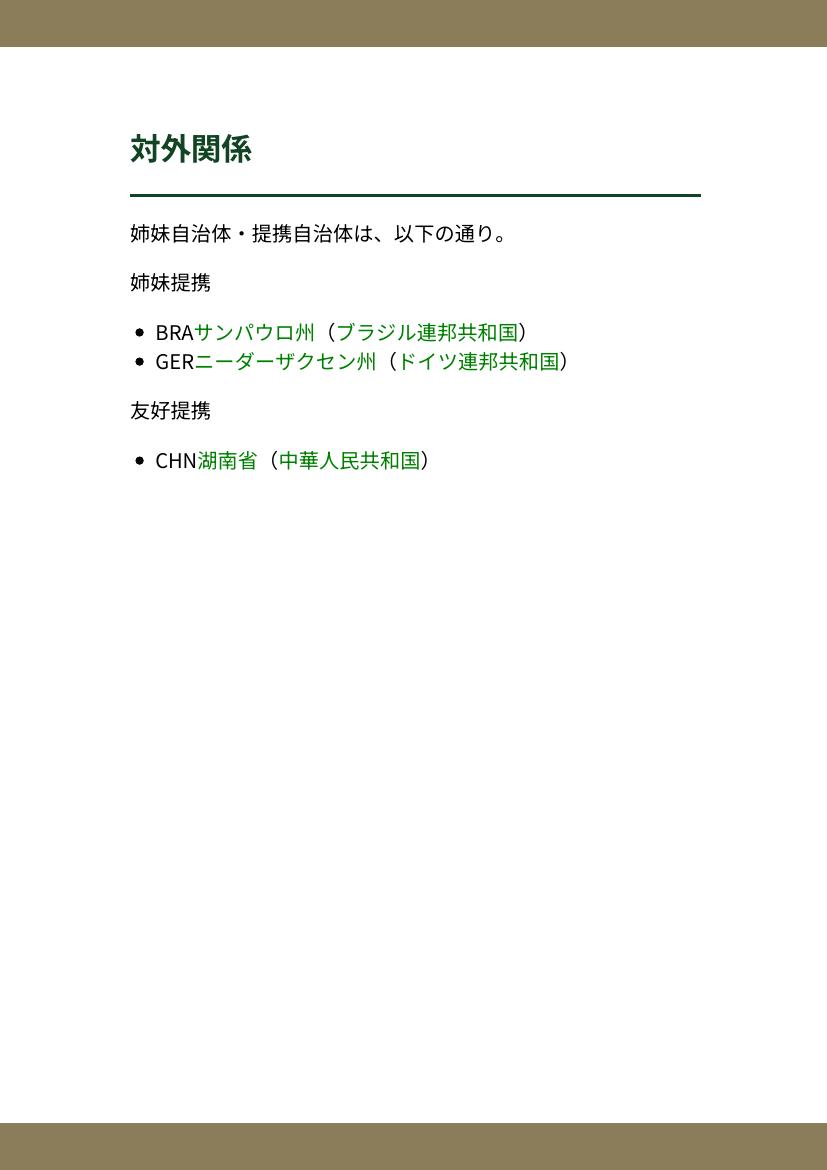 対外関係
姉妹自治体・提携自治体は、以下の通り。
姉妹提携
• BRAサンパウロ州（ブラジル連邦共和国）
• GERニーダーザクセン州（ドイツ連邦共和国）
友好提携
• CHN湖南省（中華人民共和国）